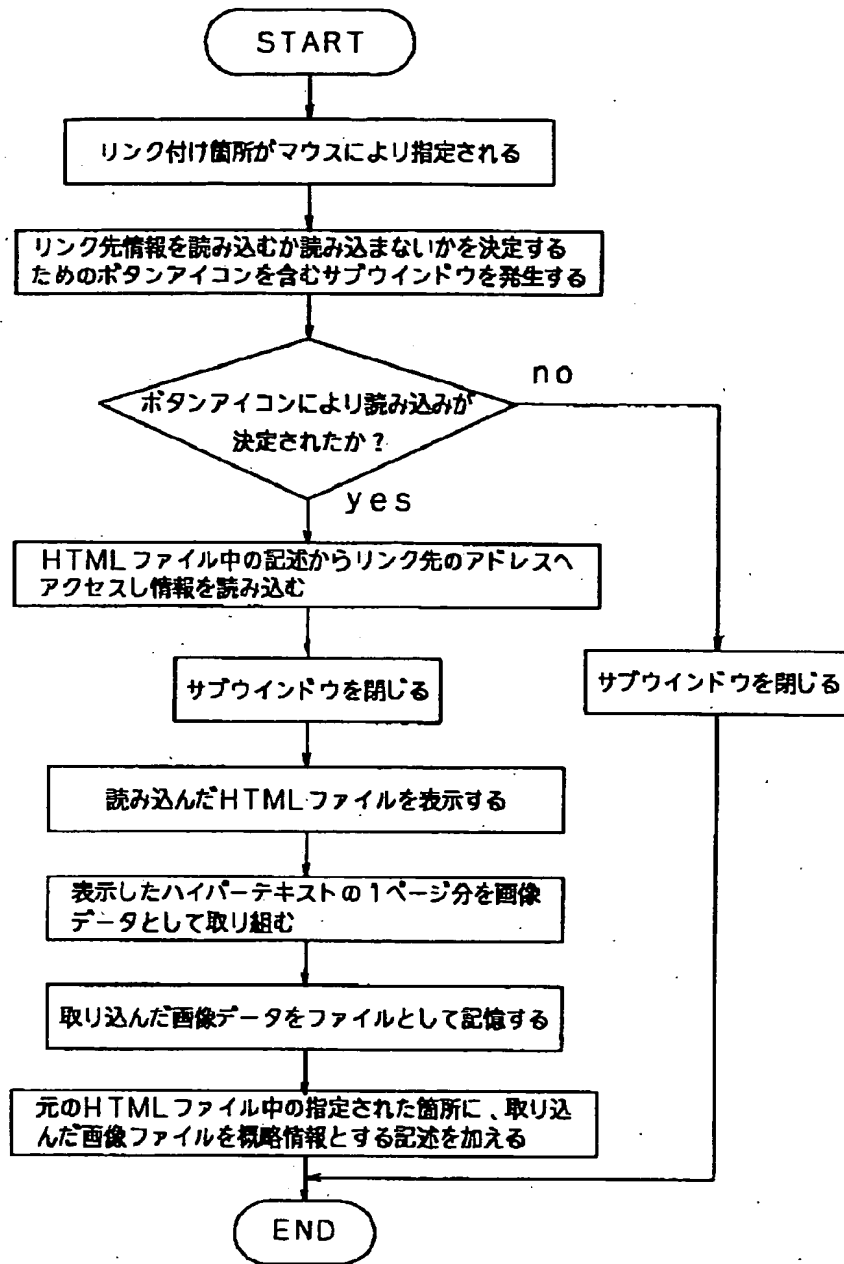 START
リンク付け箇所がマウスにより指定される
リンク先情報を読み込むか読み込まないかを決定する
ためのボタンアイコンを含むサブウインドウを発生する
no
ボタンアイコンにより読み込みが
決定されたか?
yes
HTMLファイル中の記述からリンク先のアドレスへ
アクセスし情報を読み込む
サブウインドウを閉じる
サブウインドウを閉じる
読み込んだHTMLファイルを表示する
表示したハイパーテキストの1ページ分を画像
データとして取り組む
取り込んだ画像データをファイルとして記憶する
元のHTMLファイル中の指定された箇所に、取り込
んだ画像ファイルを概略情報とする記述を加える
END